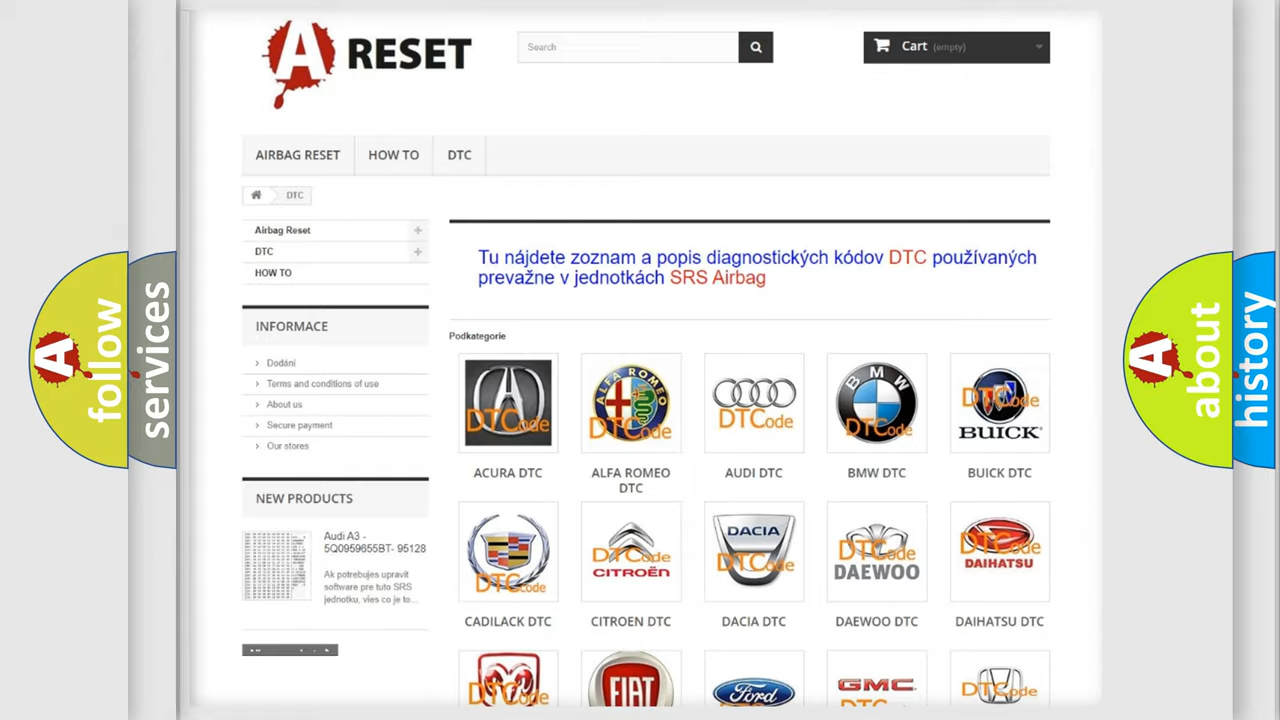 A RESET
Search
Cart (empty)
AIRBAG RESET
HOW TO
DTC
DTC
Airbag Reset
DTC
HOW TO
INFORMACE
Dodání
Terms and conditions of use
About us
Secure payment
Our stores
NEW PRODUCTS
Audi A3 -
5Q0959655BT- 95128
Ak potrebujes upravit
software pre tuto SRS
jednotku, vies co je to...
Tu nájdete zoznam a popis diagnostických kódov DTC používaných
prevažne v jednotkách SRS Airbag
Podkategorie
DTCode
ALFA ROMEO
DTCode
DTCode
BMW
DTCode
DTCode
BUICK
ACURA DTC
ALFA ROMEO
DTC
AUDI DTC
BMW DTC
BUICK DTC
DTCode
DTCode
CITROËN
DACIA
DTCode
DTCode
DAEWOO
DTCode
DAIHATSU
CADILACK DTC
CITROEN DTC
DACIA DTC
DAEWOO DTC
DAIHATSU DTC
DTCode
FIAT
Ford
GMC
DTCode
A follow
services
A about
history